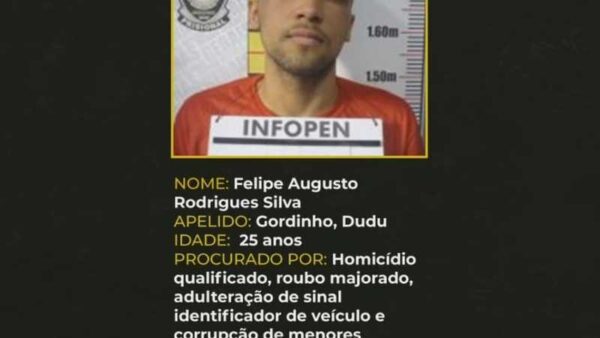 PRISIONAL
1.60m
1.50m
INFOPEN
NOME: Felipe Augusto
Rodrigues Silva
APELIDO: Gordinho, Dudu
IDADE: 25 anos
PROCURADO POR: Homicídio
qualificado, roubo majorado,
adulteração de sinal
identificador de veículo e
corrupção de menores